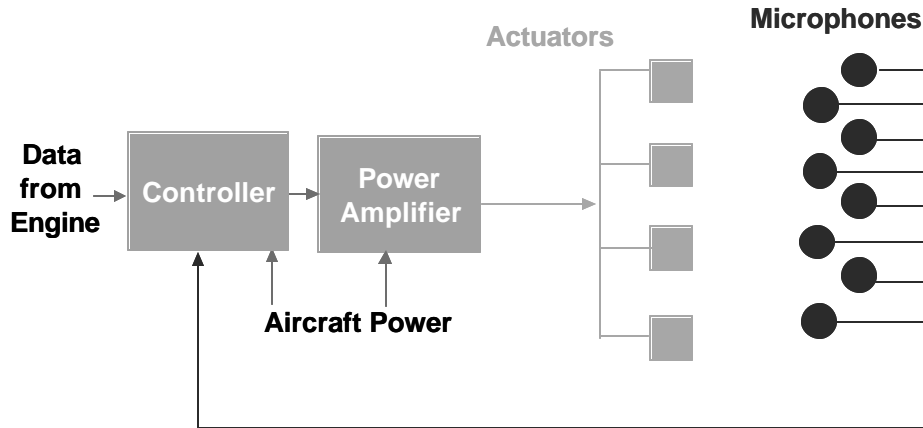 Microphones
Actuators
Data
from
Engine
Controller
Power
Amplifier
Aircraft Power